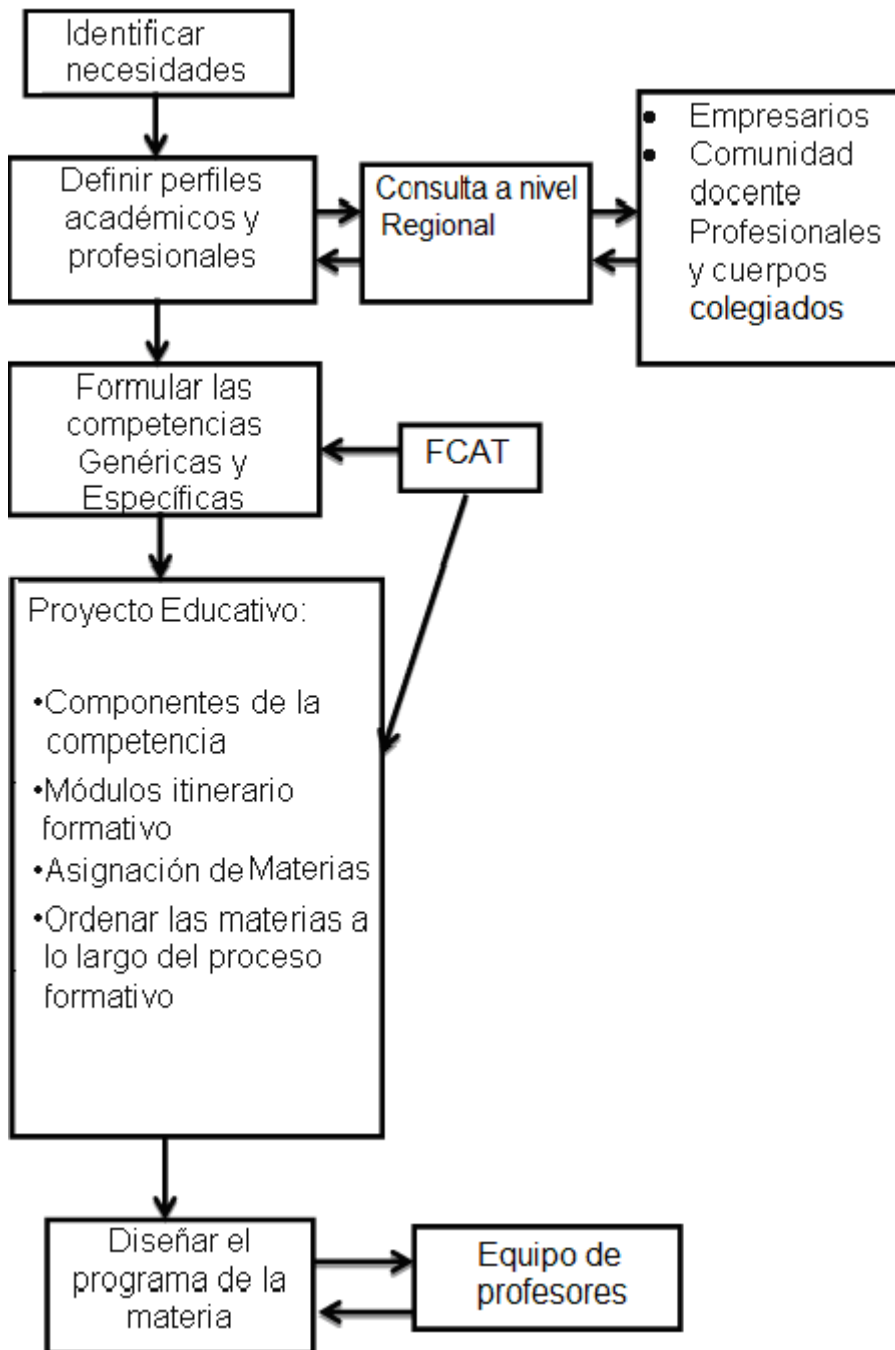 Identificar
necesidades
Definir perfiles
académicos y
profesionales
Consulta a nivel
Regional
• Empresarios
• Comunidad
docente
Profesionales
y cuerpos
colegiados
Formular las
competencias
Genéricas y
Específicas
FCAT
Proyecto Educativo:
•Componentes de la
competencia
•Módulos itinerario
formativo
•Asignación de Materias
•Ordenar las materias a
lo largo del proceso
formativo
Diseñar el
programa de la
materia
Equipo de
profesores